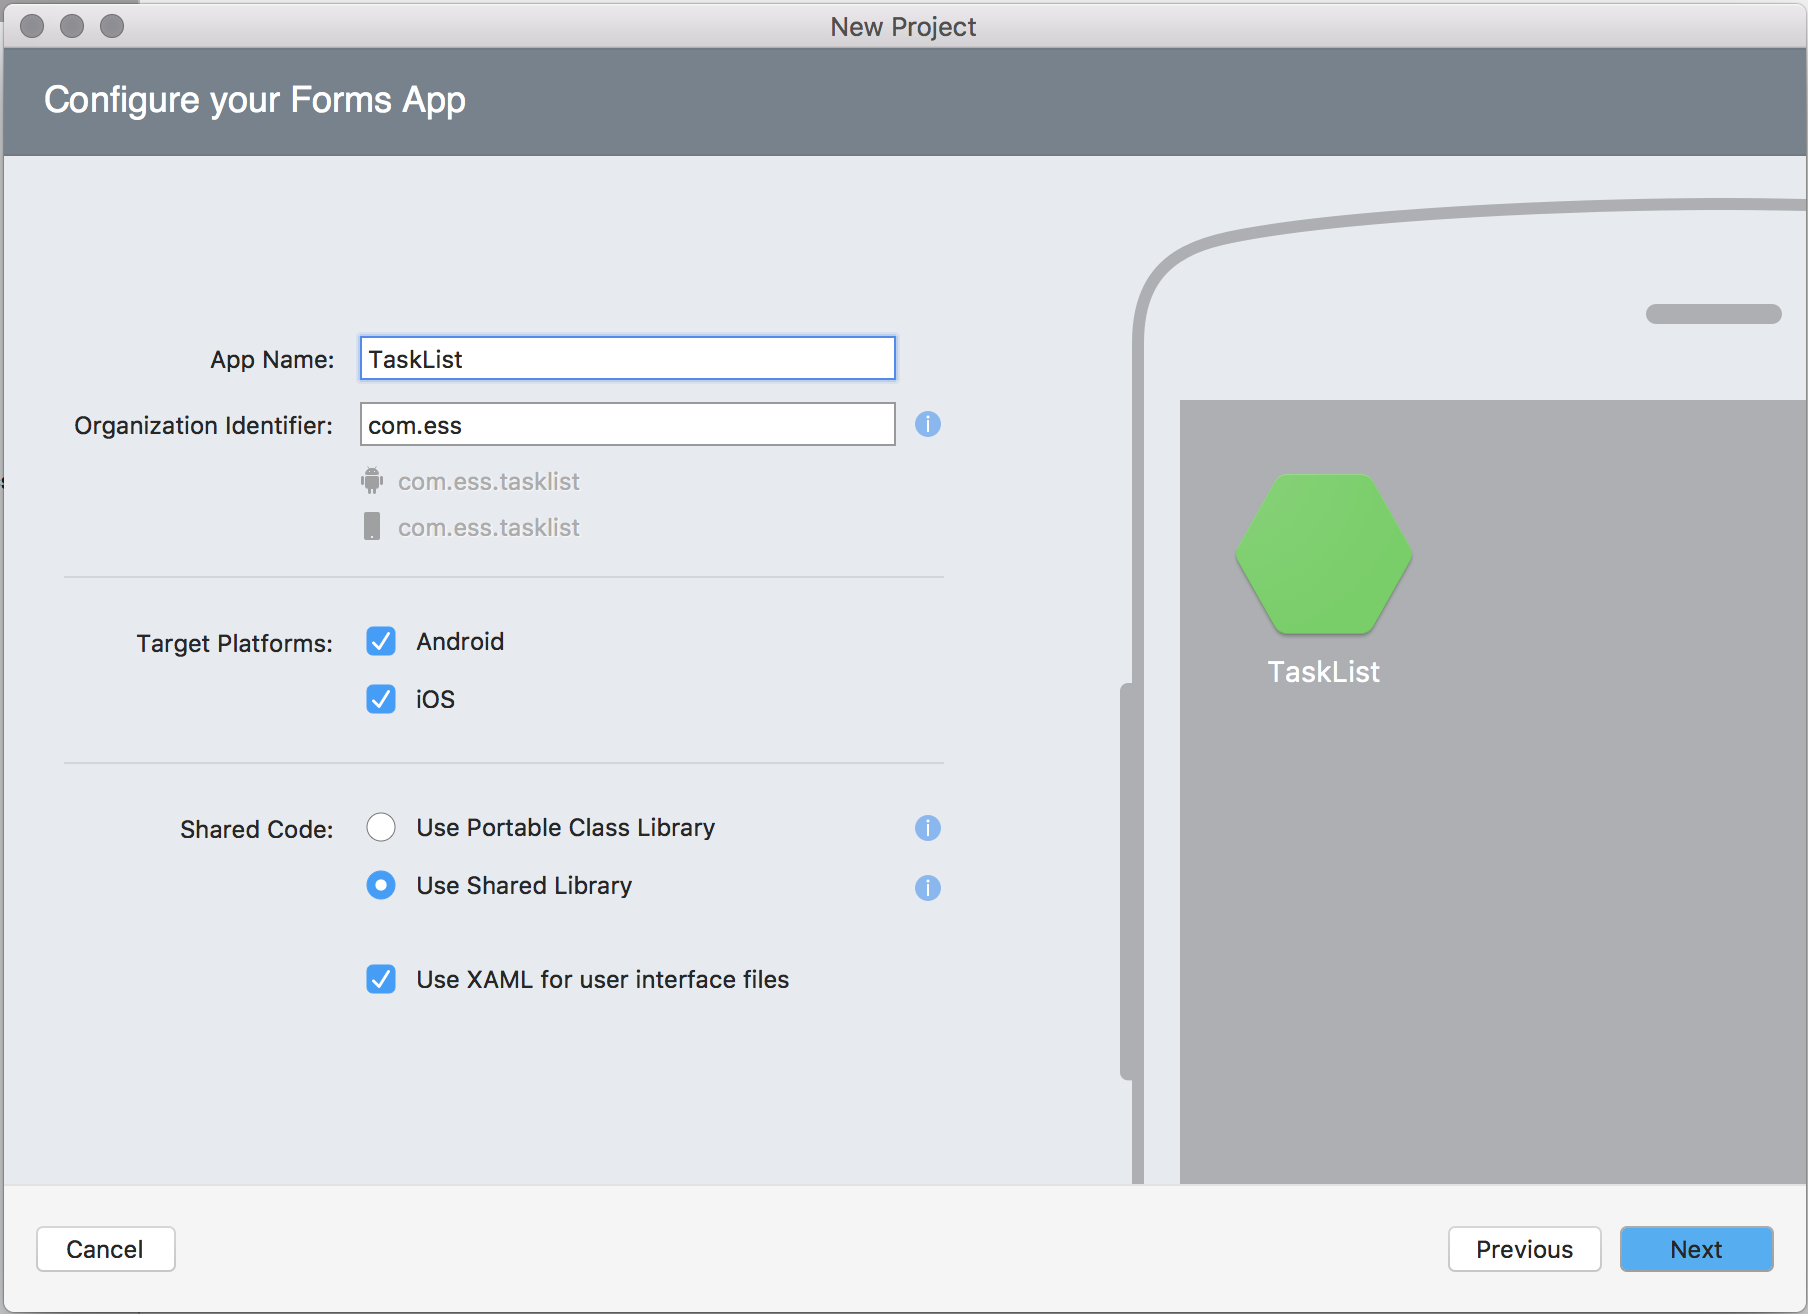 New Project
Configure your Forms App
App Name: TaskList
Organization Identifier: com.ess
com.ess.tasklist
com.ess.tasklist
TaskList
Target Platforms: Android
iOS
Shared Code: Use Portable Class Library
Use Shared Library
Use XAML for user interface files
Cancel Previous Next